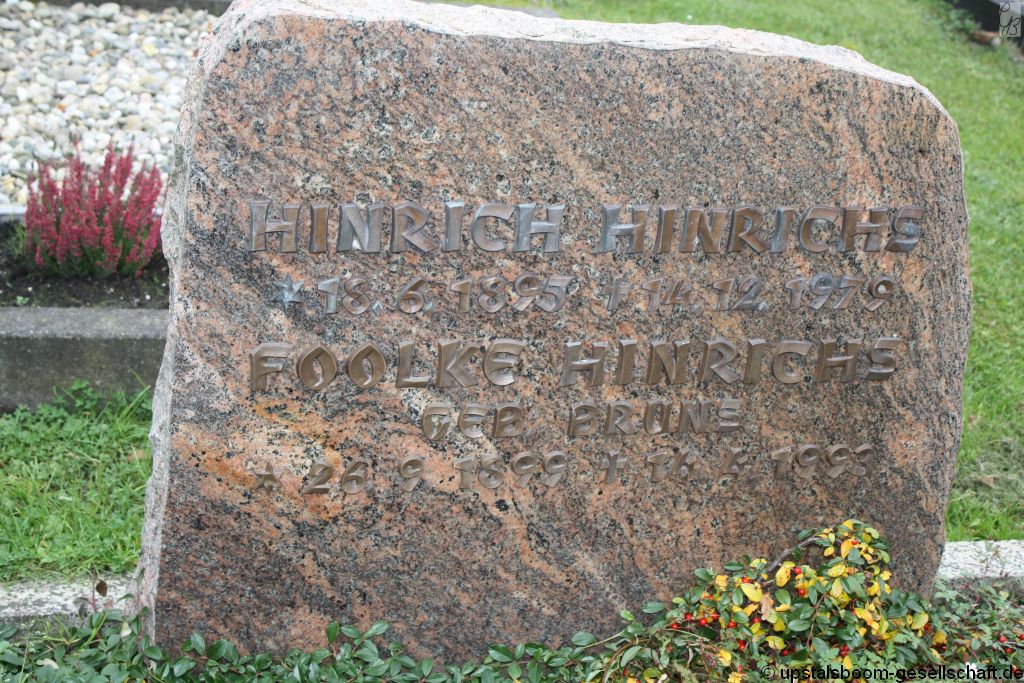 HINRICH HINRICHS
* 18. 6. 1895 † 14. 12. 1979
FOOLKE HINRICHS
GEB BRUNS
* 26 9 1899 † 14 4 1993
© upstalsboom-gesellschaft.de